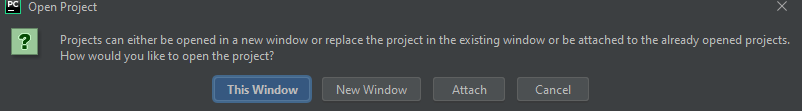 PC Open Project
?
Projects can either be opened in a new window or replace the project in the existing window or be attached to the already opened projects.
How would you like to open the project?
This Window New Window Attach Cancel